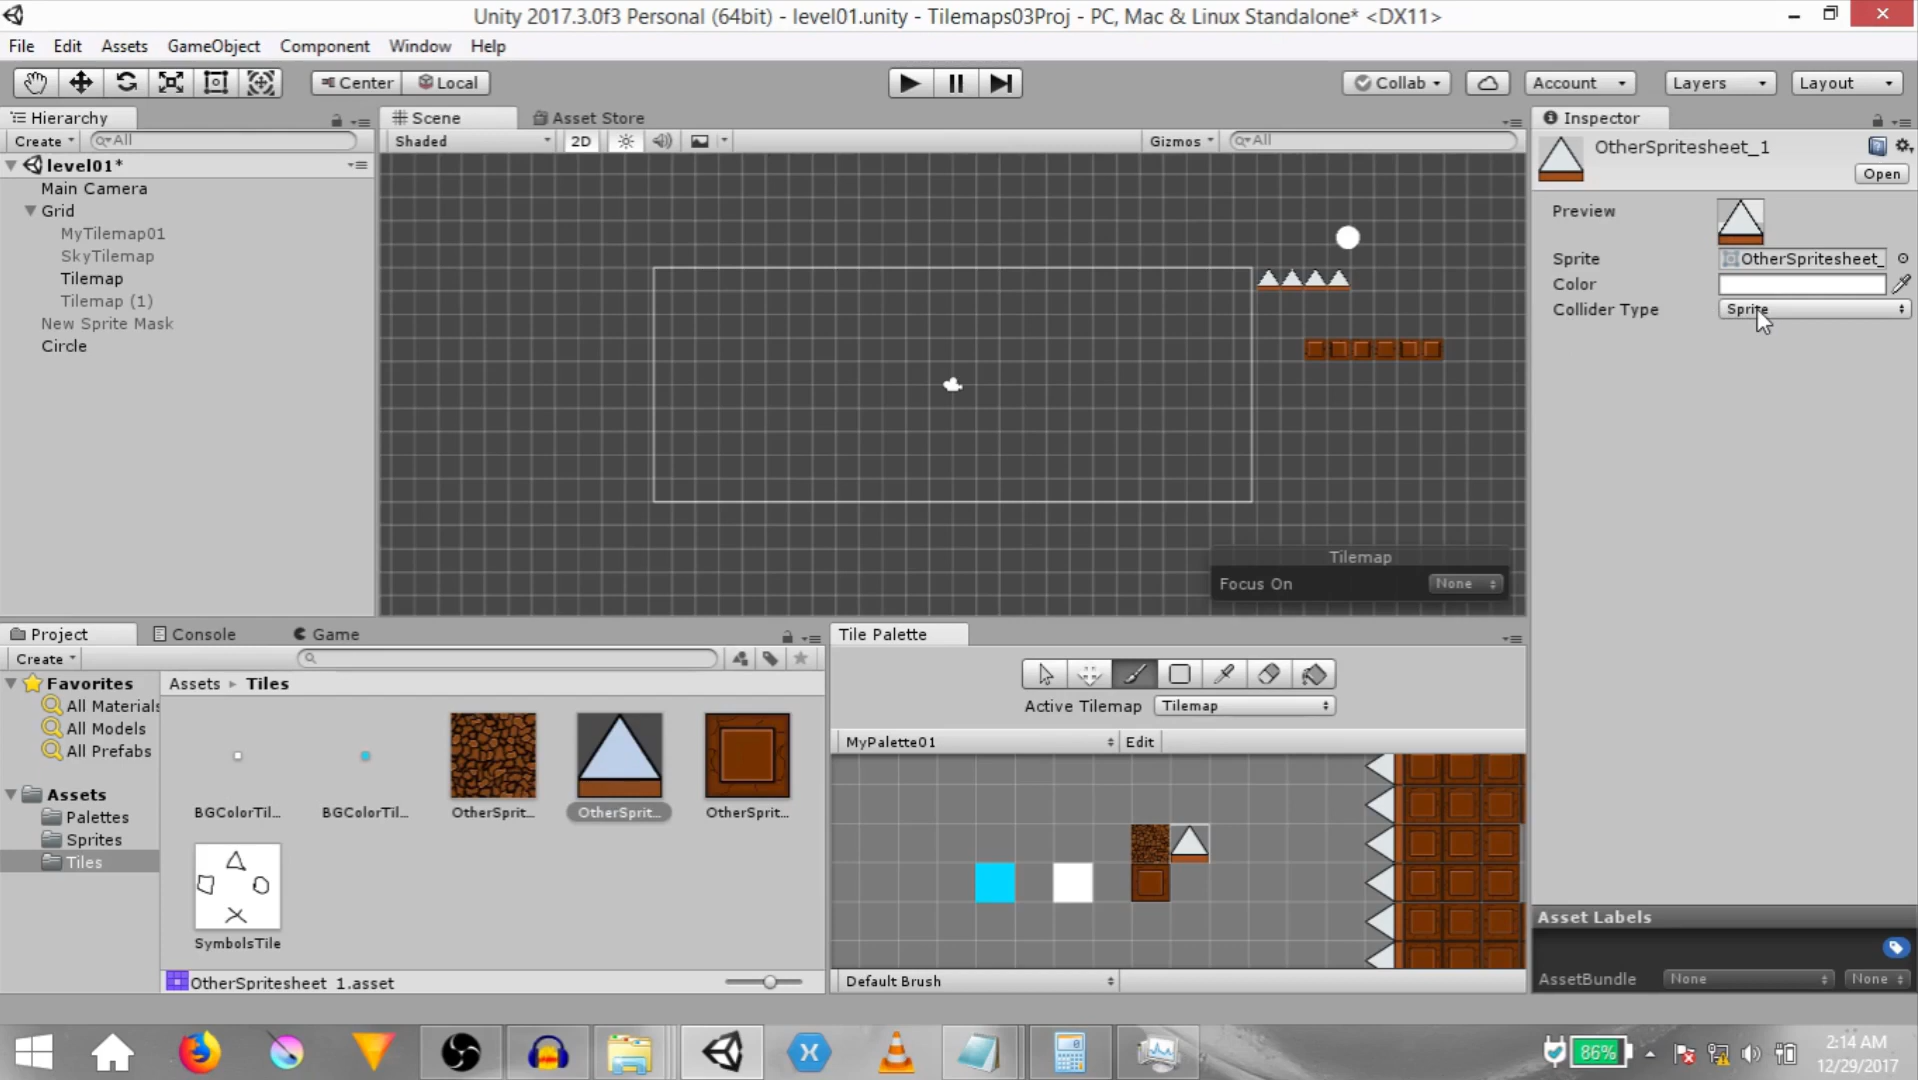 Unity 2017.3.0f3 Personal (64bit) - level01.unity - Tilemaps03Proj - PC, Mac & Linux Standalone* <DX11>
File Edit Assets GameObject Component Window Help
Center Local Collab Account Layers Layout
Hierarchy
Create All
level01*
Main Camera
Grid
MyTilemap01
SkyTilemap
Tilemap
Tilemap (1)
New Sprite Mask
Circle
Scene Asset Store
Shaded 2D Gizmos All
Tilemap
Focus On None
Inspector
OtherSpritesheet_1
Open
Preview
Sprite OtherSpritesheet_
Color
Collider Type Sprite
Asset Labels
AssetBundle None None
Project Console Game
Create
Favorites
All Materials
All Models
All Prefabs
Assets
Palettes
Sprites
Tiles
Assets Tiles
BGColorTil... BGColorTil... OtherSprit... OtherSprit... OtherSprit...
SymbolsTile
OtherSpritesheet_1.asset
Tile Palette
Active Tilemap Tilemap
MyPalette01 Edit
Default Brush
86%
2:14 AM
12/29/2017